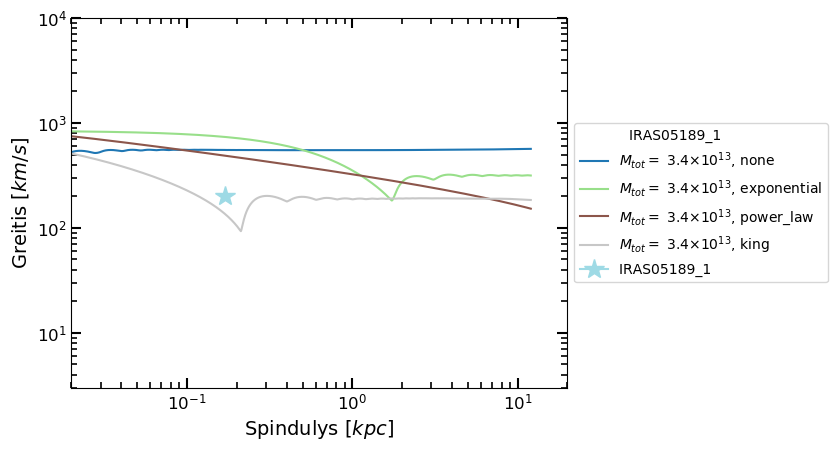 10^4
10^3
10^2
10^1
Greitis [km/s]
10^-1
10^0
10^1
Spindulys [kpc]
IRAS05189_1
M_tot = 3.4×10^13, none
M_tot = 3.4×10^13, exponential
M_tot = 3.4×10^13, power_law
M_tot = 3.4×10^13, king
IRAS05189_1